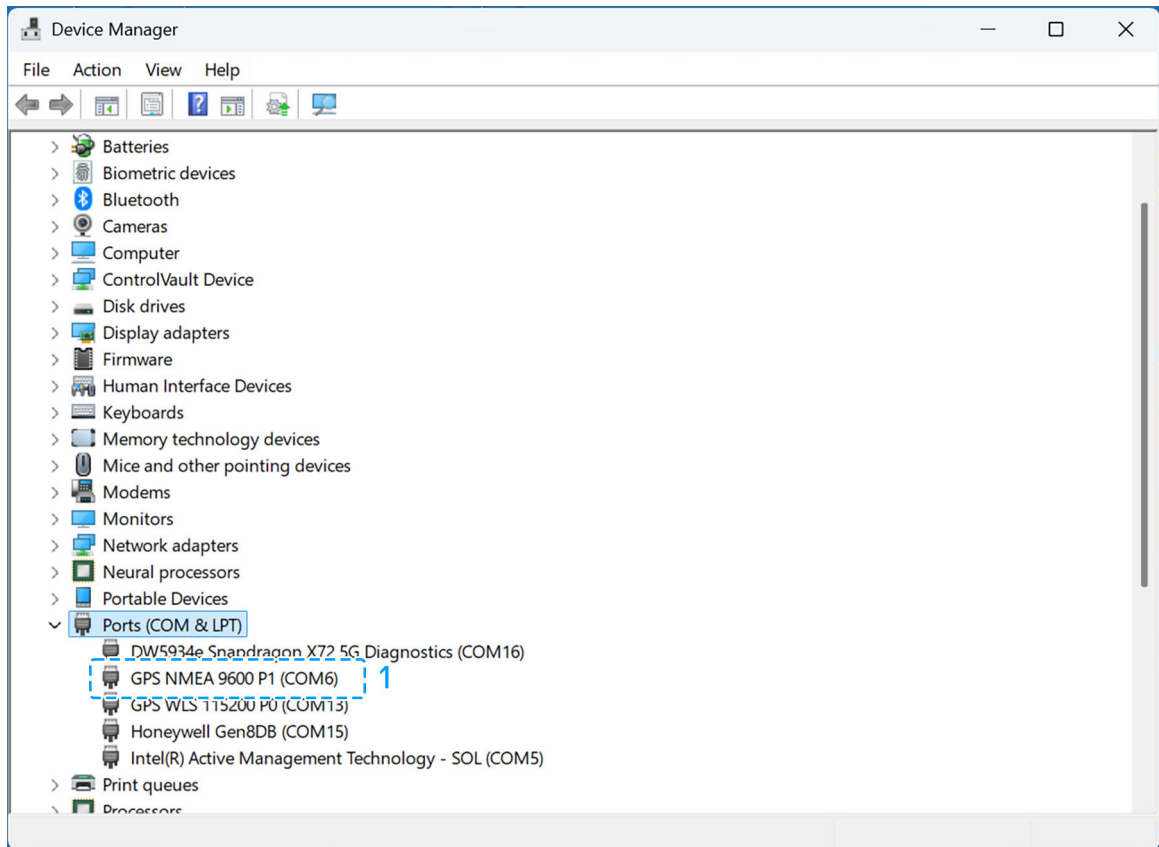 Device Manager
File Action View Help
Batteries
Biometric devices
Bluetooth
Cameras
Computer
ControlVault Device
Disk drives
Display adapters
Firmware
Human Interface Devices
Keyboards
Memory technology devices
Mice and other pointing devices
Modems
Monitors
Network adapters
Neural processors
Portable Devices
Ports (COM & LPT)
DW5934e Snapdragon X72 5G Diagnostics (COM16)
GPS NMEA 9600 P1 (COM6) 1
GPS WLS 115200 P0 (COM13)
Honeywell Gen8DB (COM15)
Intel(R) Active Management Technology - SOL (COM5)
Print queues
Processors